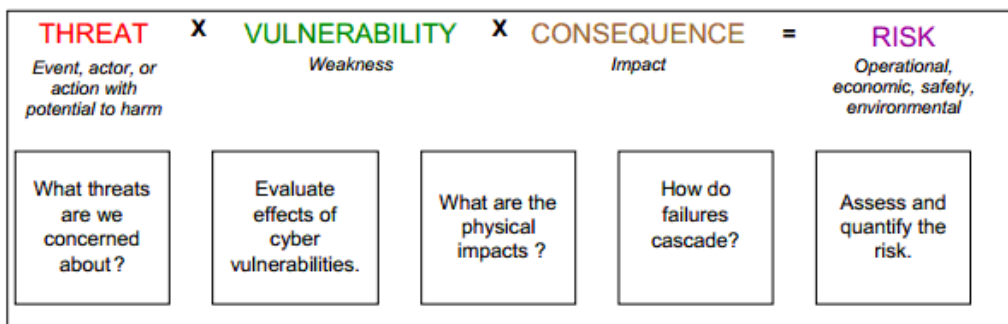 THREAT X VULNERABILITY X CONSEQUENCE = RISK
Event, actor, or
action with
potential to harm
Weakness
Impact
Operational,
economic, safety,
environmental
What threats
are we
concerned
about?
Evaluate
effects of
cyber
vulnerabilities.
What are the
physical
impacts ?
How do
failures
cascade?
Assess and
quantify the
risk.